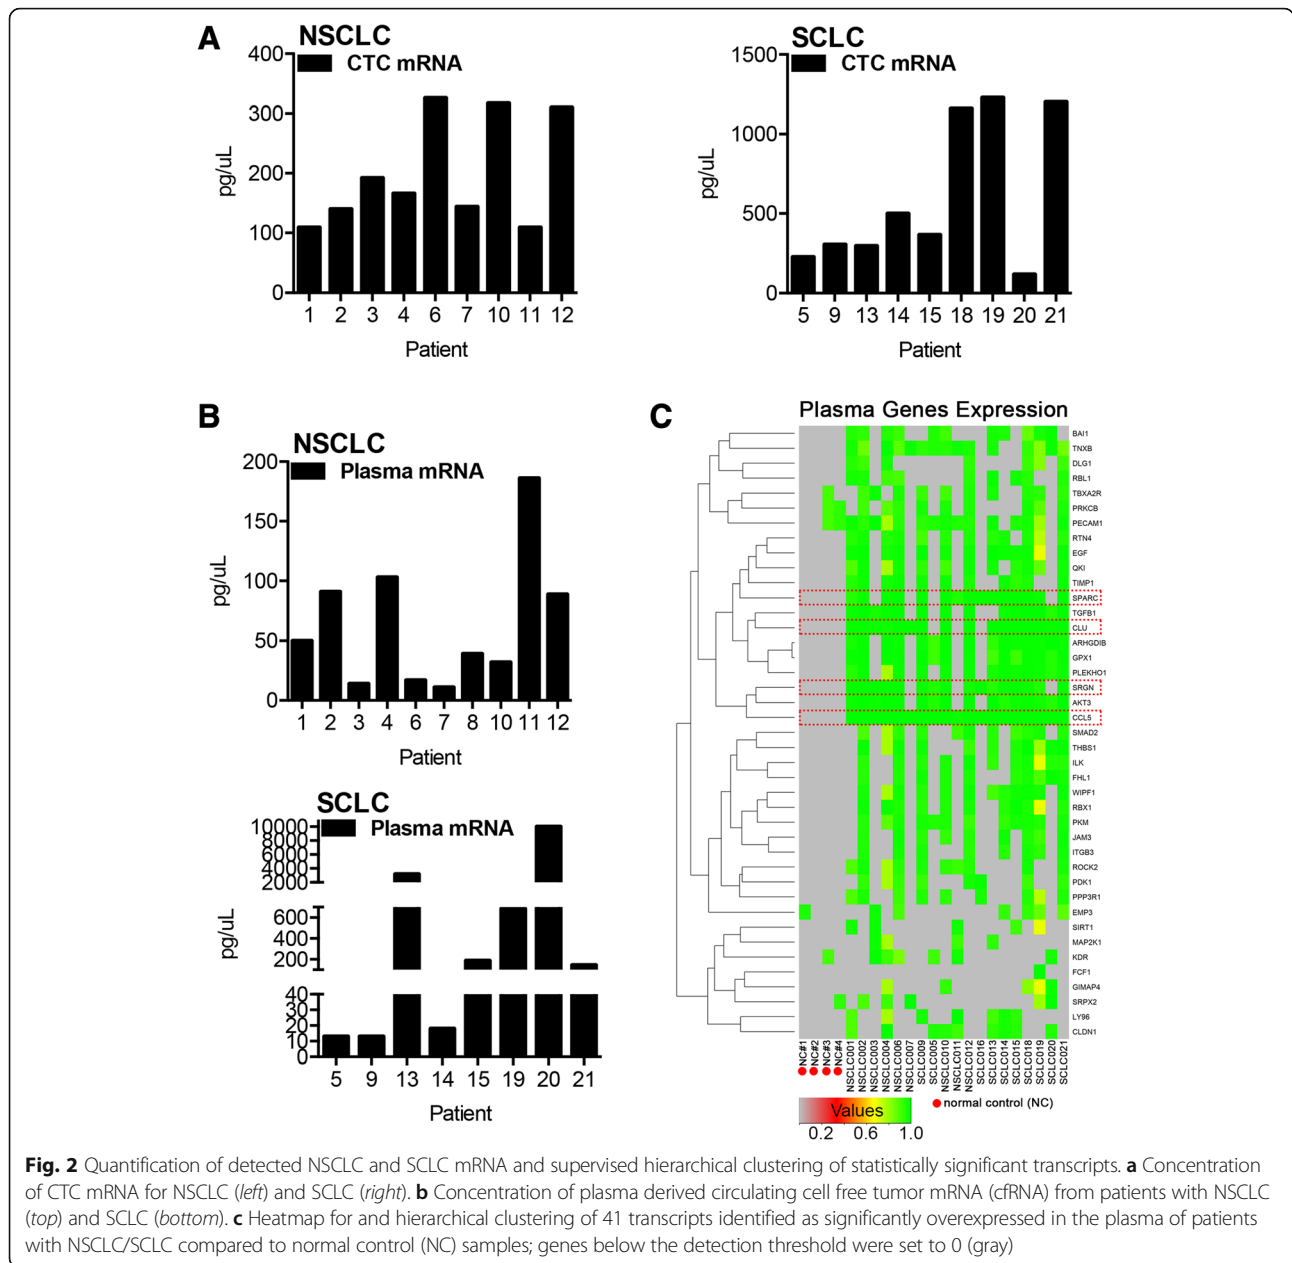 A
NSCLC
CTC mRNA
400
300
200
100
0
pg/uL
1 2 3 4 6 7 10 11 12
Patient
SCLC
CTC mRNA
1500
1000
500
0
pg/uL
5 9 13 14 15 18 19 20 21
Patient
B
NSCLC
Plasma mRNA
200
150
100
50
0
pg/uL
1 2 3 4 6 7 8 10 11 12
Patient
SCLC
Plasma mRNA
10000
8000
6000
4000
2000
600
400
200
40
30
20
10
0
pg/uL
5 9 13 14 15 19 20 21
Patient
C
Plasma Genes Expression
BAI1
TNXB
DLG1
RBL1
TBXA2R
PRKCB
PECAM1
RTN4
EGF
QKI
TIMP1
SPARC
TGFB1
CLU
ARHGDIB
GPX1
PLEKHO1
SRGN
AKT3
CCL5
SMAD2
THBS1
ILK
FHL1
WIPF1
RBX1
PKM
JAM3
ITGB3
ROCK2
PDK1
PPP3R1
EMP3
SIRT1
MAP2K1
KDR
FCF1
GIMAP4
SRPX2
LY96
CLDN1
NC#1 NC#2 NC#3 NC#4 NSCLC001 NSCLC002 NSCLC003 NSCLC004 NSCLC006 NSCLC007 SCLC009 SCLC005 NSCLC010 NSCLC011 NSCLC012 SCLC016 SCLC013 SCLC014 SCLC015 SCLC018 SCLC019 SCLC020 SCLC021
Values
0.2 0.6 1.0
normal control (NC)
Fig. 2 Quantification of detected NSCLC and SCLC mRNA and supervised hierarchical clustering of statistically significant transcripts. a Concentration
of CTC mRNA for NSCLC (left) and SCLC (right). b Concentration of plasma derived circulating cell free tumor mRNA (cfRNA) from patients with NSCLC
(top) and SCLC (bottom). c Heatmap for and hierarchical clustering of 41 transcripts identified as significantly overexpressed in the plasma of patients
with NSCLC/SCLC compared to normal control (NC) samples; genes below the detection threshold were set to 0 (gray)